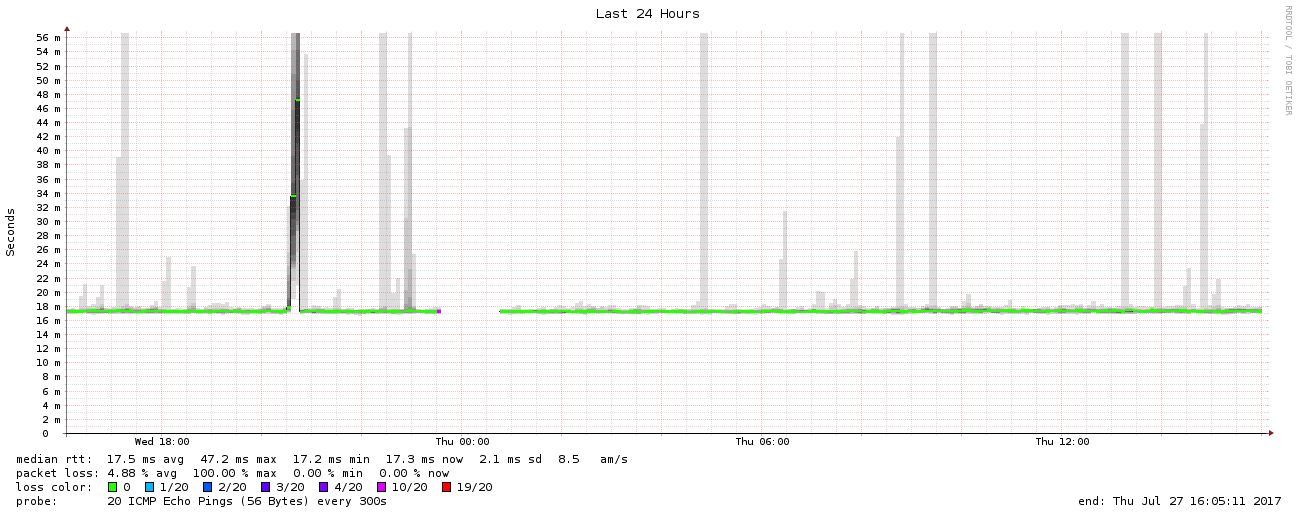 Last 24 Hours
RRDTOOL / TOBI OETIKER
Seconds
56 m
54 m
52 m
50 m
48 m
46 m
44 m
42 m
40 m
38 m
36 m
34 m
32 m
30 m
28 m
26 m
24 m
22 m
20 m
18 m
16 m
14 m
12 m
10 m
8 m
6 m
4 m
2 m
0
Wed 18:00 Thu 00:00 Thu 06:00 Thu 12:00
median rtt: 17.5 ms avg 47.2 ms max 17.2 ms min 17.3 ms now 2.1 ms sd 8.5 am/s
packet loss: 4.88 % avg 100.00 % max 0.00 % min 0.00 % now
loss color: 0 1/20 2/20 3/20 4/20 10/20 19/20
probe: 20 ICMP Echo Pings (56 Bytes) every 300s end: Thu Jul 27 16:05:11 2017